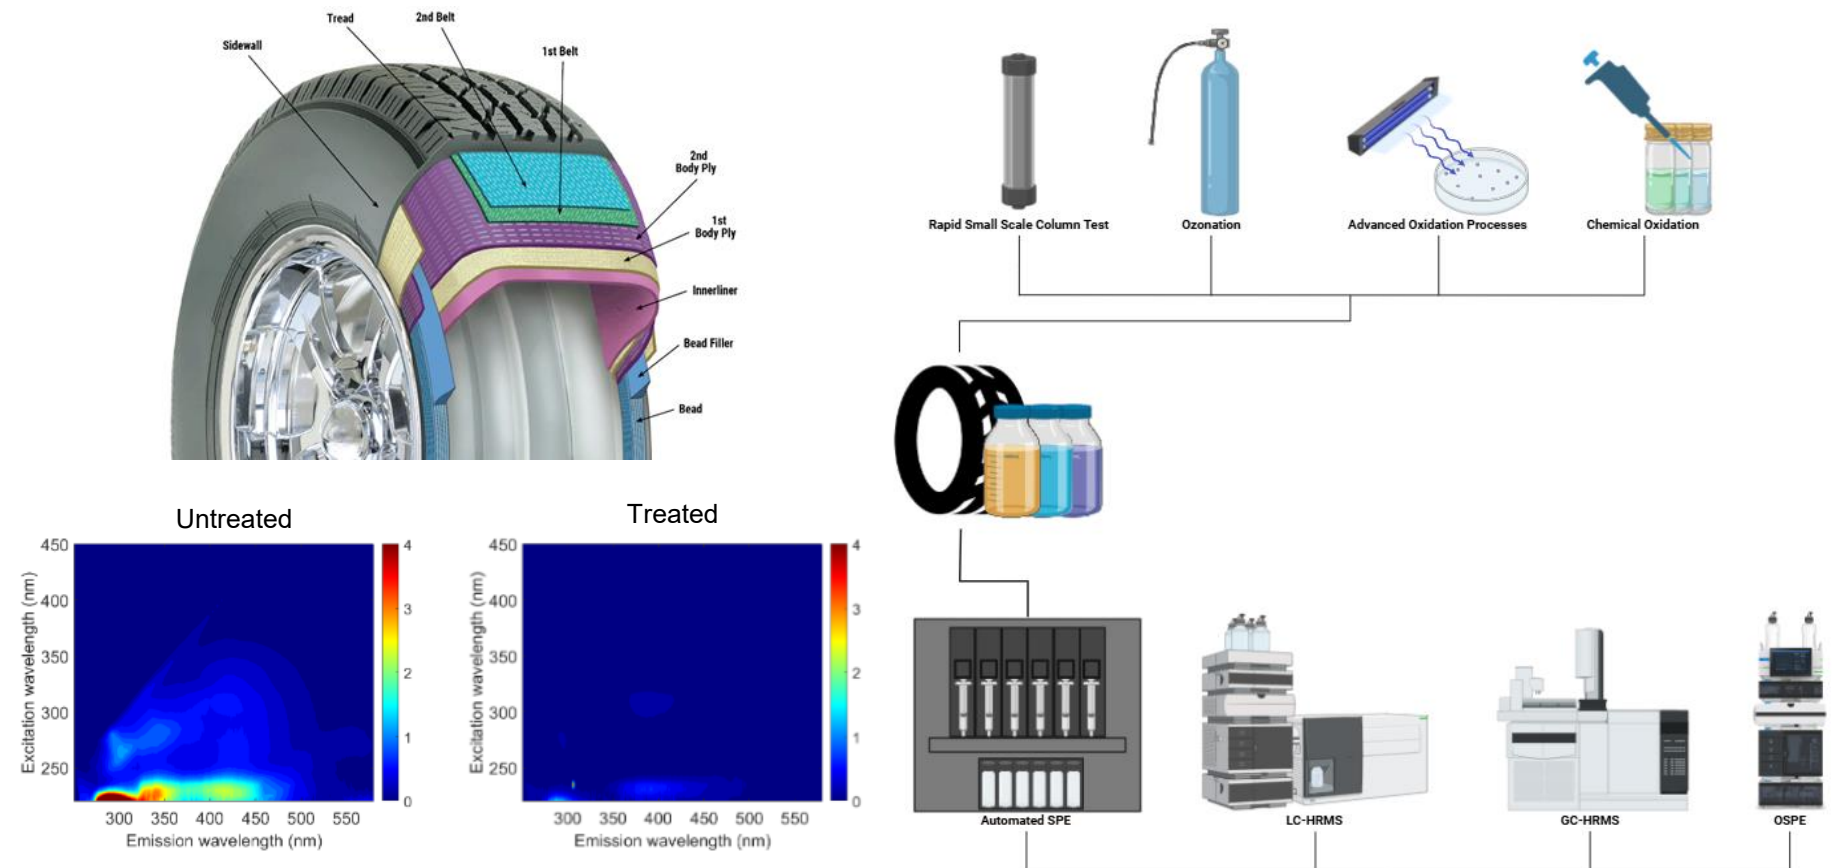 Tread
2nd Belt
Sidewall
1st Belt
2nd
Body Ply
1st
Body Ply
Innerliner
Bead Filler
Bead
Rapid Small Scale Column Test
Ozonation
Advanced Oxidation Processes
Chemical Oxidation
Untreated
Treated
450
400
350
300
250
Excitation wavelength (nm)
300 350 400 450 500 550
Emission wavelength (nm)
4
3
2
1
0
450
400
350
300
250
Excitation wavelength (nm)
300 350 400 450 500 550
Emission wavelength (nm)
4
3
2
1
0
Automated SPE
LC-HRMS
GC-HRMS
OSPE